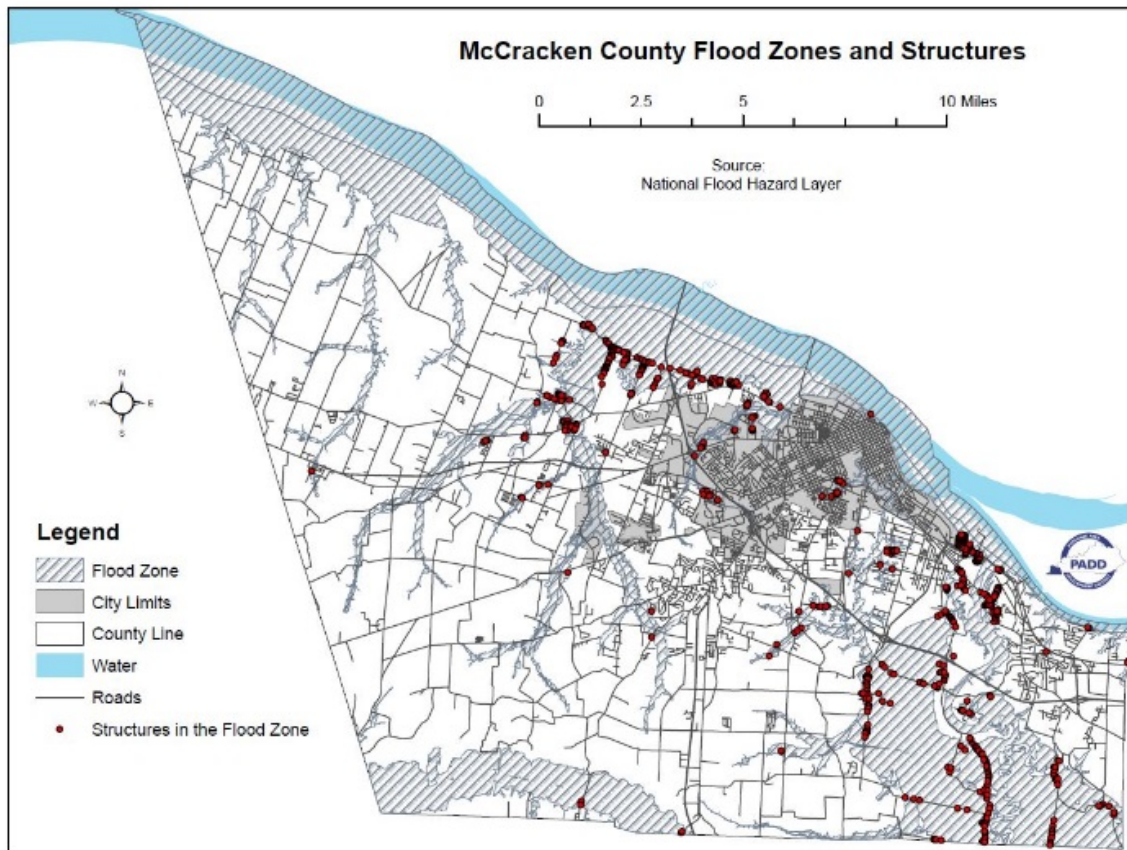 McCracken County Flood Zones and Structures
0 2.5 5 10 Miles
Source:
National Flood Hazard Layer
N
W E
S
Legend
Flood Zone
City Limits
County Line
Water
Roads
Structures in the Flood Zone
PADD